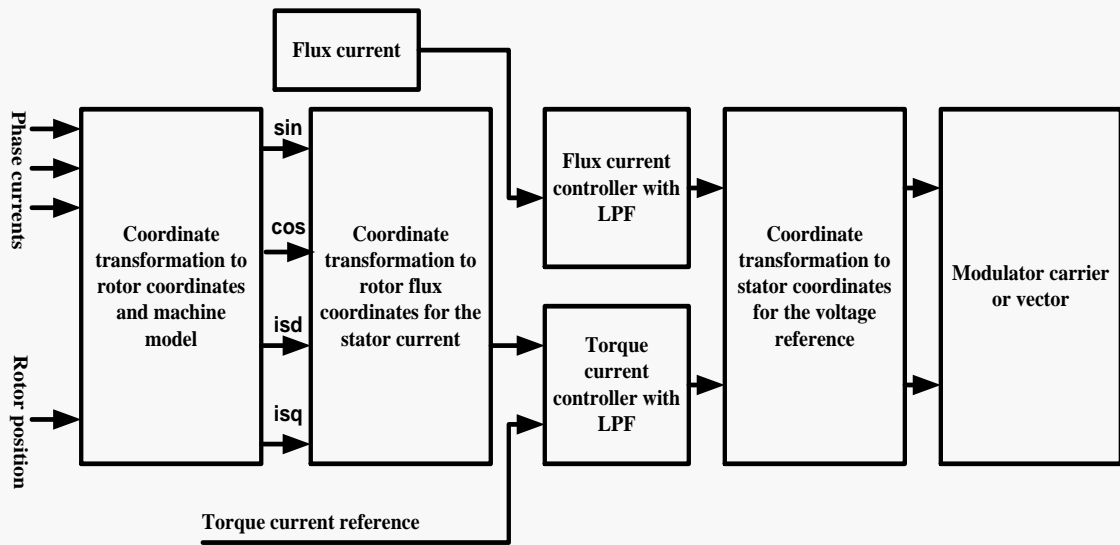 Flux current
Phase currents
Rotor position
Coordinate
transformation to
rotor coordinates
and machine
model
sin
cos
isd
isq
Coordinate
transformation to
rotor flux
coordinates for the
stator current
Flux current
controller with
LPF
Torque
current
controller with
LPF
Coordinate
transformation to
stator coordinates
for the voltage
reference
Modulator carrier
or vector
Torque current reference